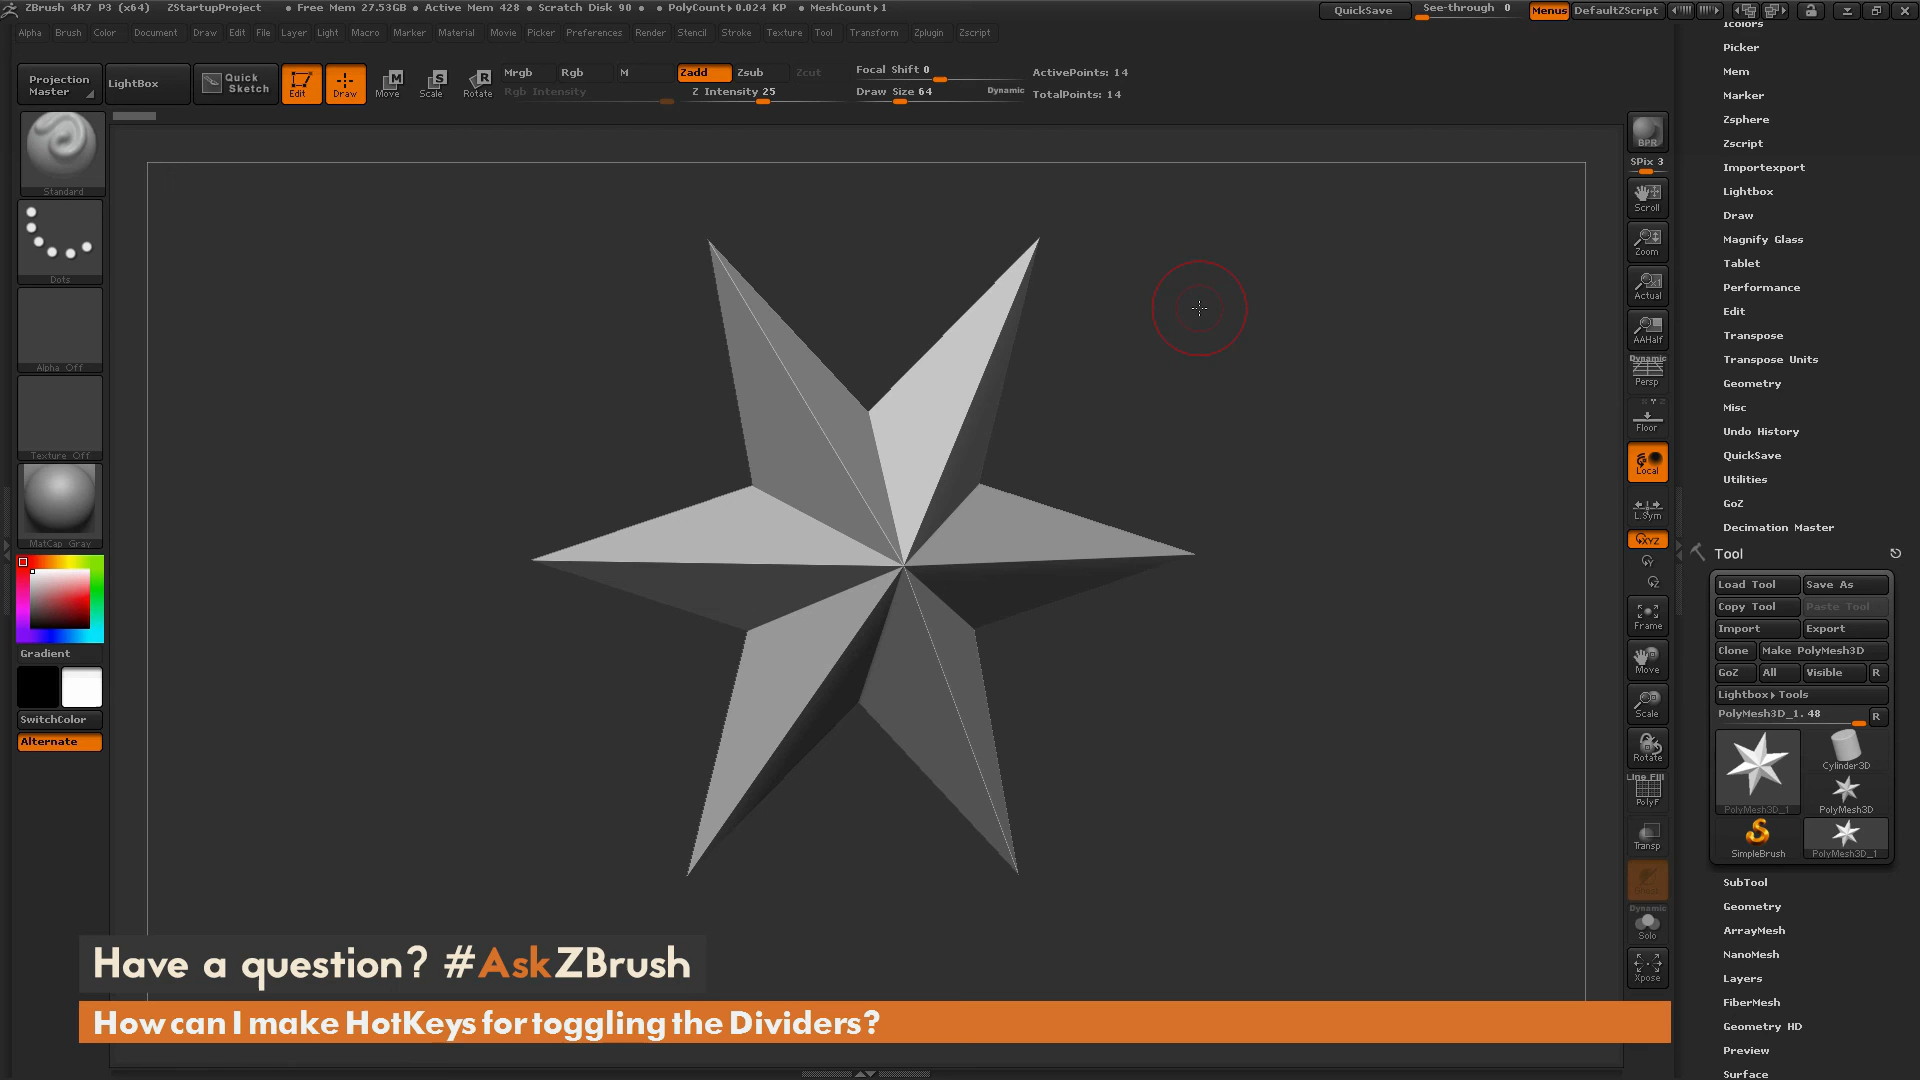 ZBrush 4R7 P3 (x64) ZStartupProject • Free Mem 27.53GB • Active Mem 428 • Scratch Disk 90 • • PolyCount▸0.024 KP • MeshCount▸1
QuickSave See-through 0 Menus DefaultZScript
Alpha Brush Color Document Draw Edit File Layer Light Macro Marker Material Movie Picker Preferences Render Stencil Stroke Texture Tool Transform Zplugin Zscript
Projection Master
LightBox
Quick Sketch
Edit
Draw
Move
Scale
Rotate
Mrgb Rgb M
Rgb Intensity
Zadd Zsub Zcut
Z Intensity 25
Focal Shift 0
Draw Size 64 Dynamic
ActivePoints: 14
TotalPoints: 14
Standard
Dots
Alpha Off
Texture Off
MatCap Gray
Gradient
SwitchColor
Alternate
BPR
SPix 3
Scroll
Zoom
Actual
AAHalf
Dynamic
Persp
Floor
Local
L.Sym
XYZ
Y
Z
Frame
Move
Scale
Rotate
Line Fill
PolyF
Transp
Dynamic
Solo
Xpose
Icolors
Picker
Mem
Marker
Zsphere
Zscript
Importexport
Lightbox
Draw
Magnify Glass
Tablet
Performance
Edit
Transpose
Transpose Units
Geometry
Misc
Undo History
QuickSave
Utilities
GoZ
Decimation Master
Tool
Load Tool Save As
Copy Tool Paste Tool
Import Export
Clone Make PolyMesh3D
GoZ All Visible R
Lightbox▸Tools
PolyMesh3D_1. 48 R
Cylinder3D
PolyMesh3D_1 PolyMesh3D
SimpleBrush PolyMesh3D_1
SubTool
Geometry
ArrayMesh
NanoMesh
Layers
FiberMesh
Geometry HD
Preview
Surface
Have a question? #AskZBrush
How can I make HotKeys for toggling the Dividers?